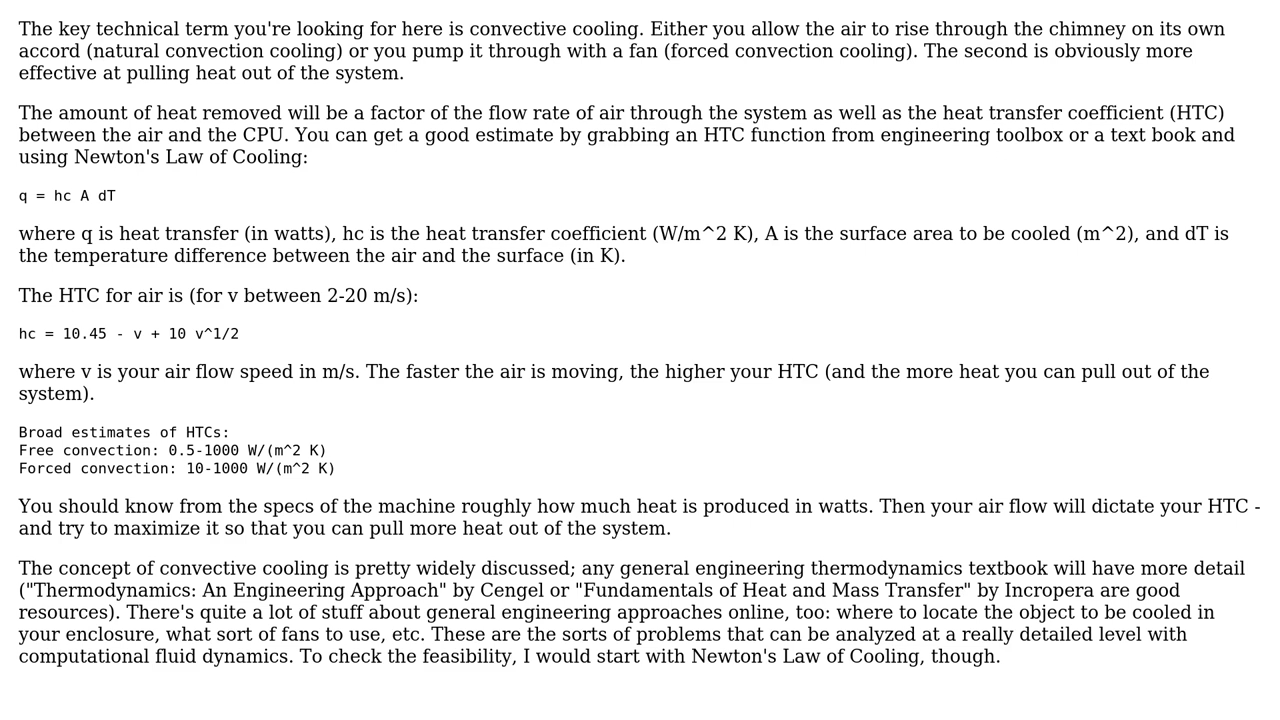 The key technical term you're looking for here is convective cooling. Either you allow the air to rise through the chimney on its own
accord (natural convection cooling) or you pump it through with a fan (forced convection cooling). The second is obviously more
effective at pulling heat out of the system.
The amount of heat removed will be a factor of the flow rate of air through the system as well as the heat transfer coefficient (HTC)
between the air and the CPU. You can get a good estimate by grabbing an HTC function from engineering toolbox or a text book and
using Newton's Law of Cooling:
q = hc A dT
where q is heat transfer (in watts), hc is the heat transfer coefficient (W/m^2 K), A is the surface area to be cooled (m^2), and dT is
the temperature difference between the air and the surface (in K).
The HTC for air is (for v between 2-20 m/s):
hc = 10.45 - v + 10 v^1/2
where v is your air flow speed in m/s. The faster the air is moving, the higher your HTC (and the more heat you can pull out of the
system).
Broad estimates of HTCs:
Free convection: 0.5-1000 W/(m^2 K)
Forced convection: 10-1000 W/(m^2 K)
You should know from the specs of the machine roughly how much heat is produced in watts. Then your air flow will dictate your HTC -
and try to maximize it so that you can pull more heat out of the system.
The concept of convective cooling is pretty widely discussed; any general engineering thermodynamics textbook will have more detail
("Thermodynamics: An Engineering Approach" by Cengel or "Fundamentals of Heat and Mass Transfer" by Incropera are good
resources). There's quite a lot of stuff about general engineering approaches online, too: where to locate the object to be cooled in
your enclosure, what sort of fans to use, etc. These are the sorts of problems that can be analyzed at a really detailed level with
computational fluid dynamics. To check the feasibility, I would start with Newton's Law of Cooling, though.